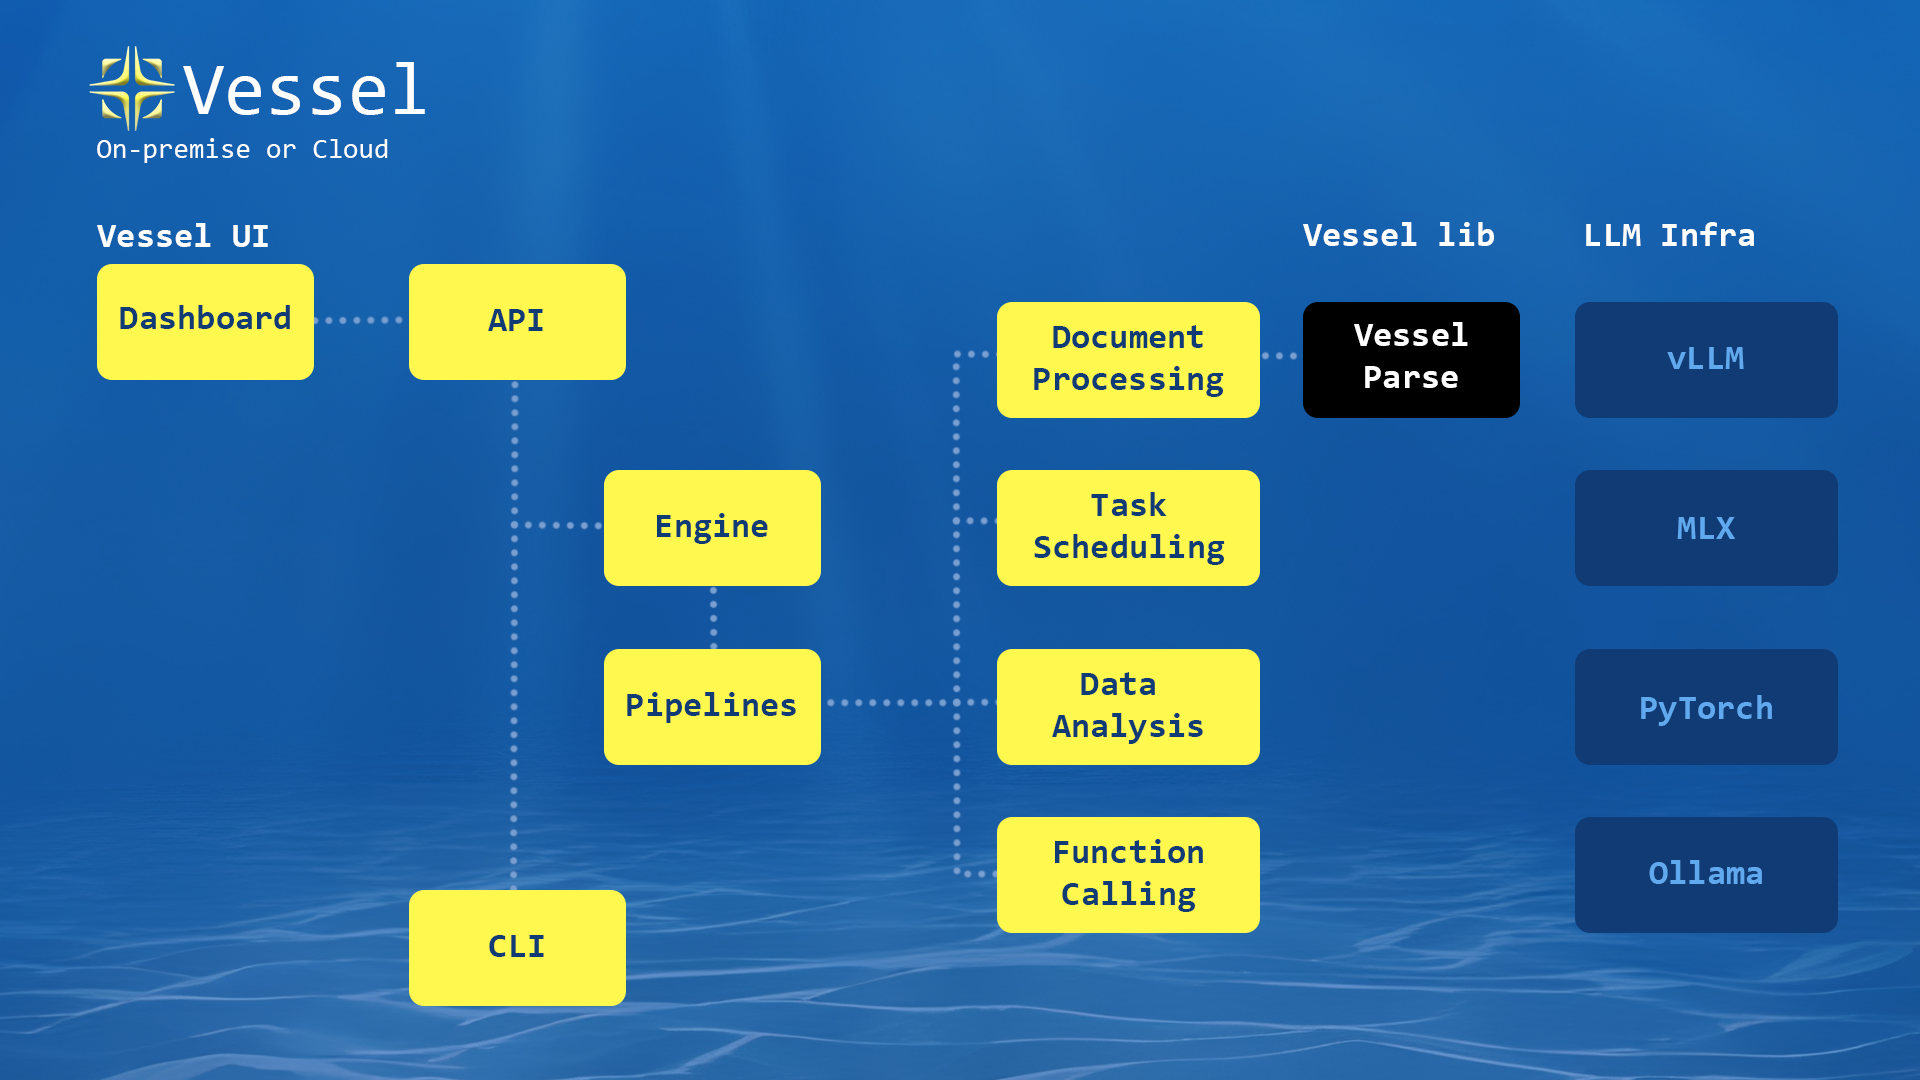 Vessel
On-premise or Cloud
Vessel UI
Vessel lib
LLM Infra
Dashboard
API
Document
Processing
Vessel
Parse
vLLM
Engine
Task
Scheduling
MLX
Pipelines
Data
Analysis
PyTorch
Function
Calling
Ollama
CLI